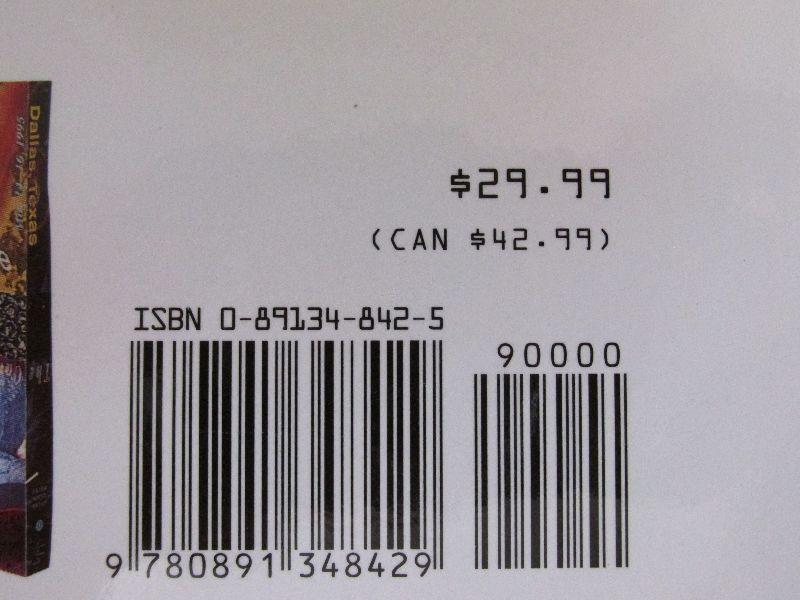 Dallas, Texas
$29.99
(CAN $42.99)
ISBN 0-89134-842-5
90000
9 780891 348429